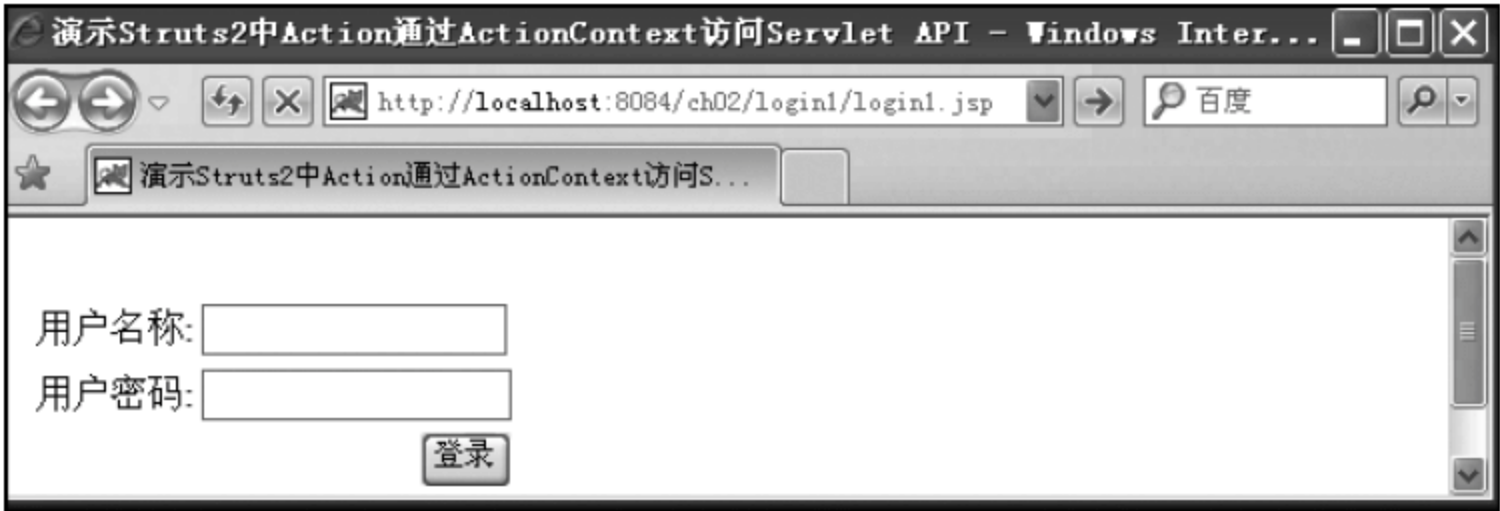 演示Struts2中Action通过ActionContext访问Servlet API - Windows Inter...
http://localhost:8084/ch02/login1/login1.jsp 百度
演示Struts2中Action通过ActionContext访问S...
用户名称:
用户密码:
登录